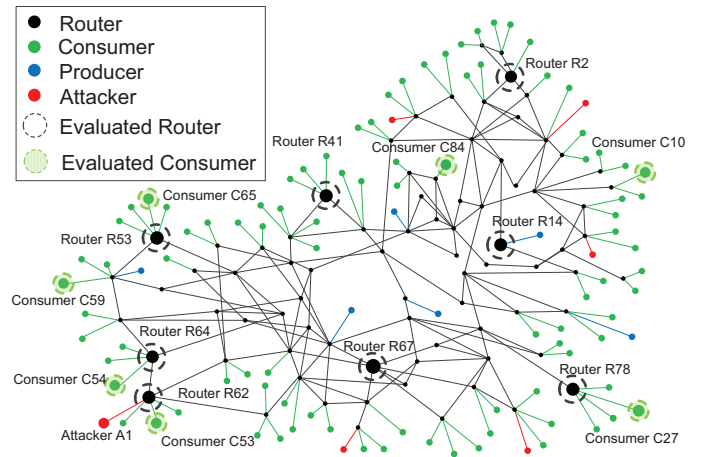 Router
Consumer
Producer
Attacker
Evaluated Router
Evaluated Consumer
Router R2
Router R41
Consumer C84
Consumer C10
Consumer C65
Router R14
Router R53
Consumer C59
Router R64
Router R67
Router R78
Consumer C54
Router R62
Attacker A1
Consumer C53
Consumer C27